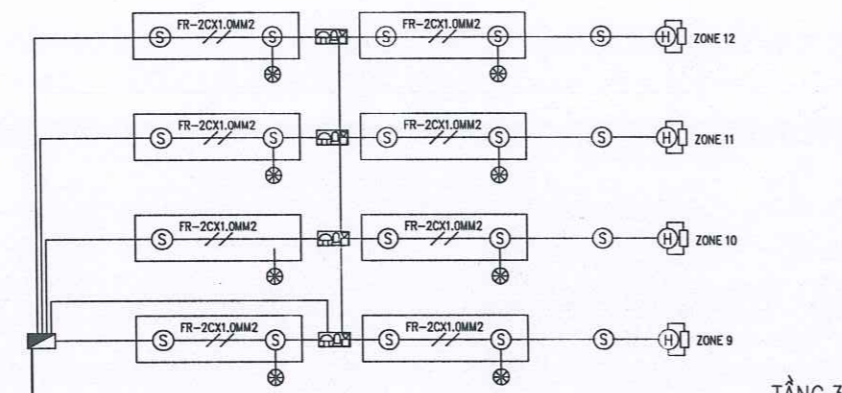 FR-2CX1.0MM2 FR-2CX1.0MM2
S S S S S H ZONE 12
FR-2CX1.0MM2 FR-2CX1.0MM2
S S S S S H ZONE 11
FR-2CX1.0MM2 FR-2CX1.0MM2
S S S S H ZONE 10
FR-2CX1.0MM2 FR-2CX1.0MM2
S S S S S H ZONE 9
TẦNG 3